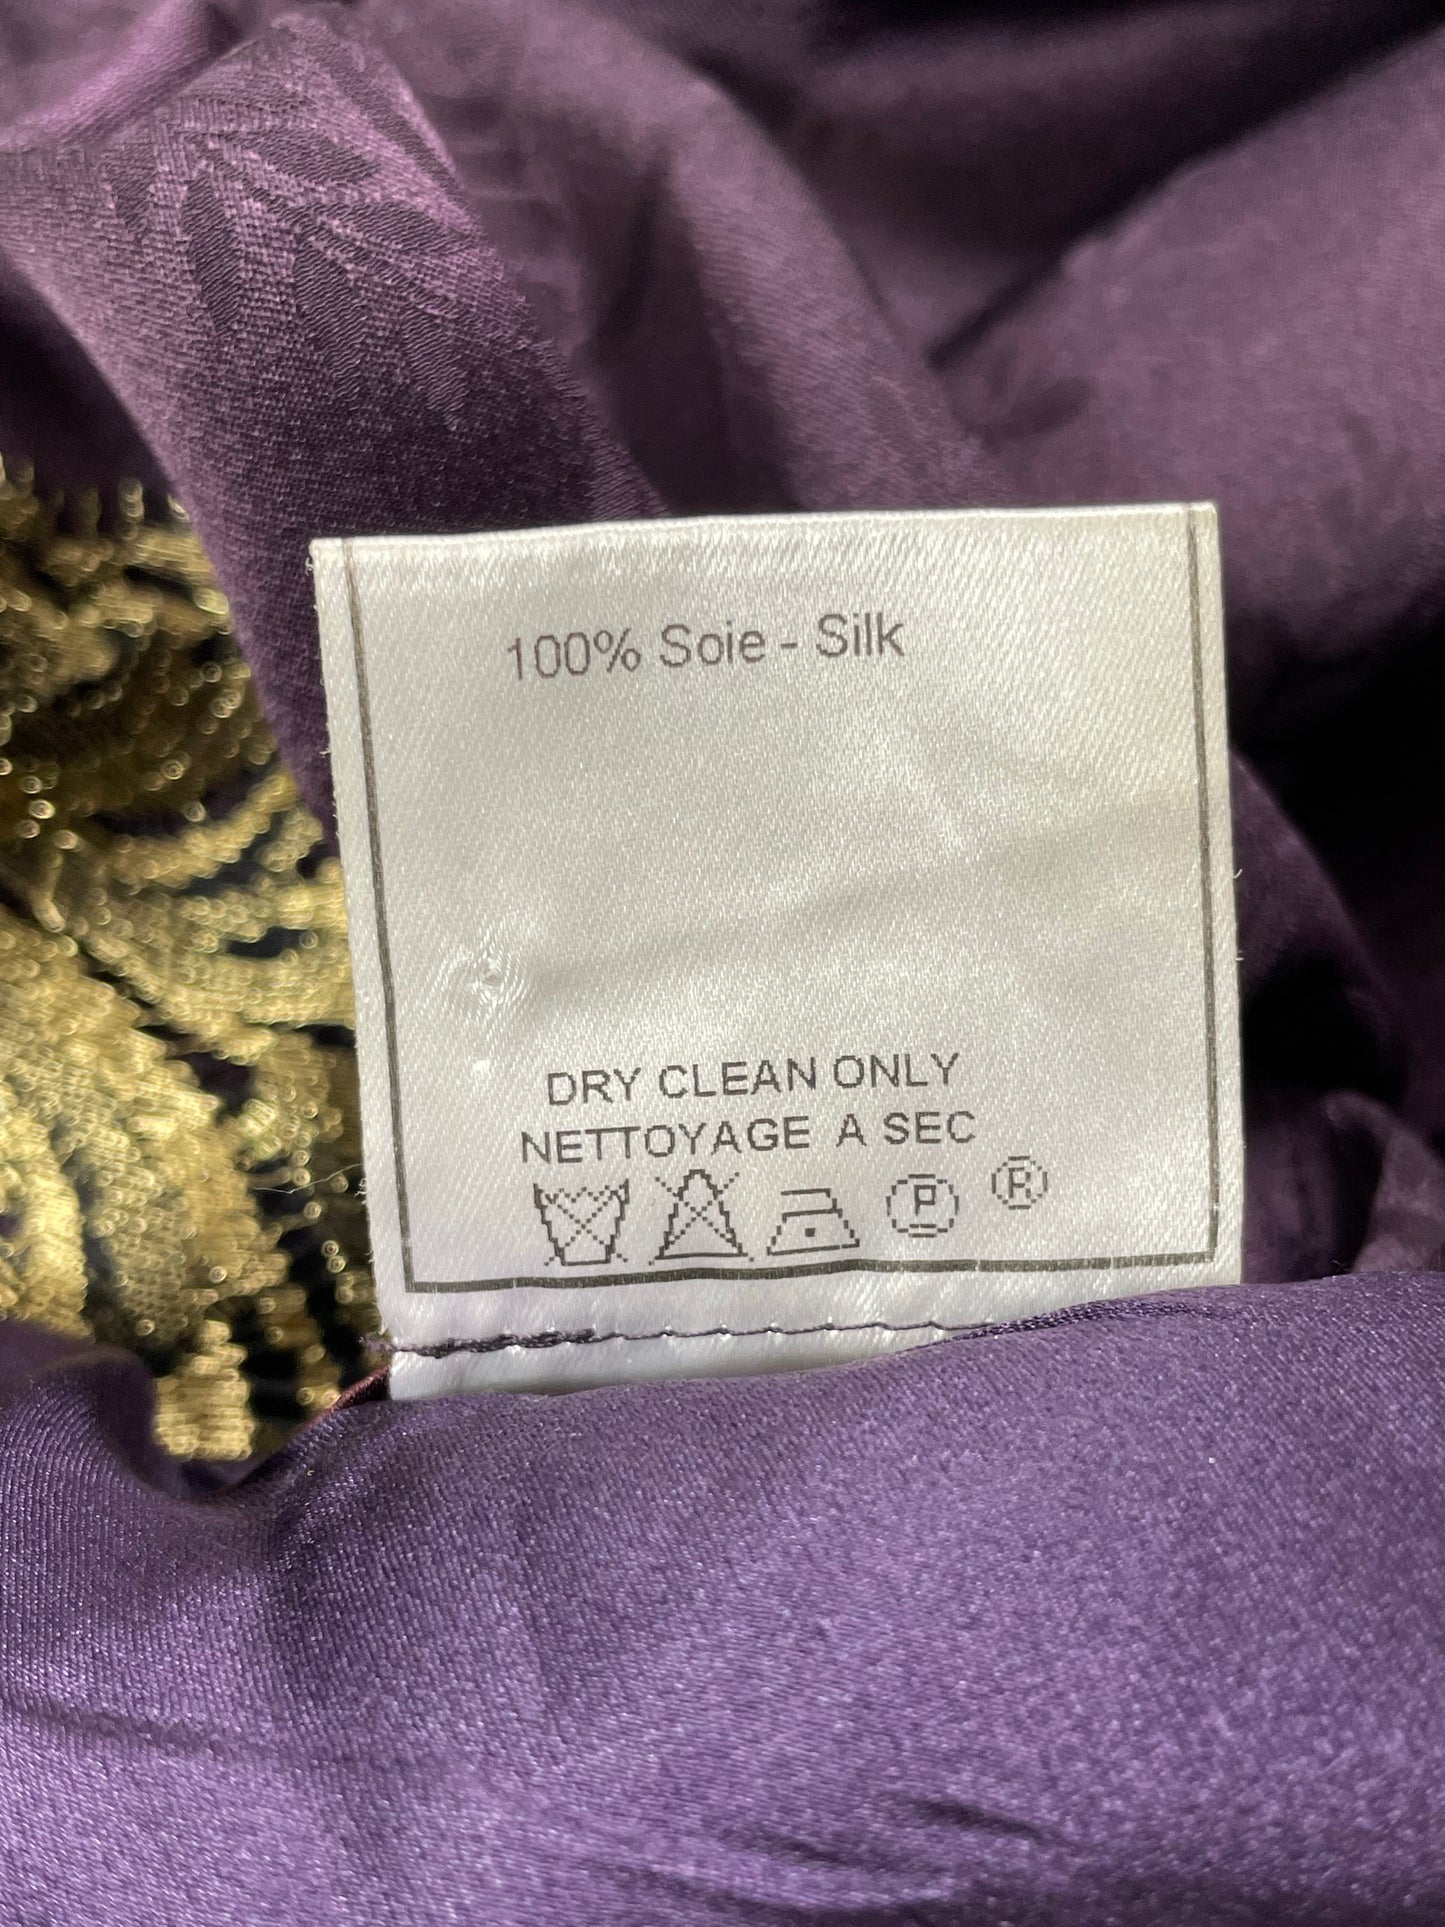 100% Soie - Silk
DRY CLEAN ONLY
NETTOYAGE A SEC
P R